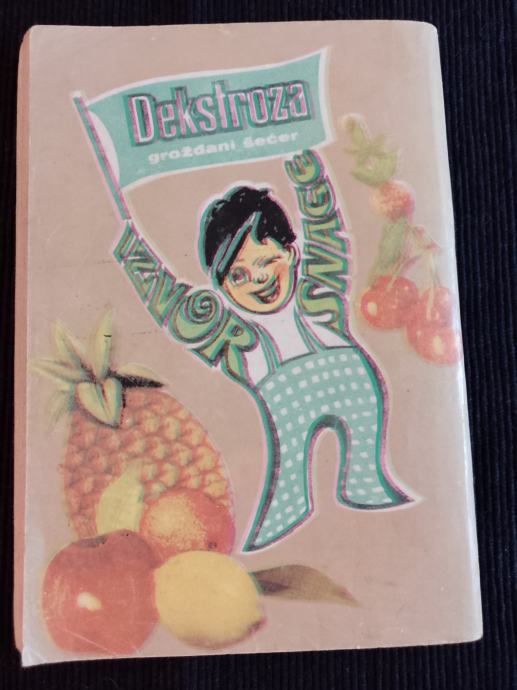 Dekstroza
grožđani šećer
IZVOR
SNAGE